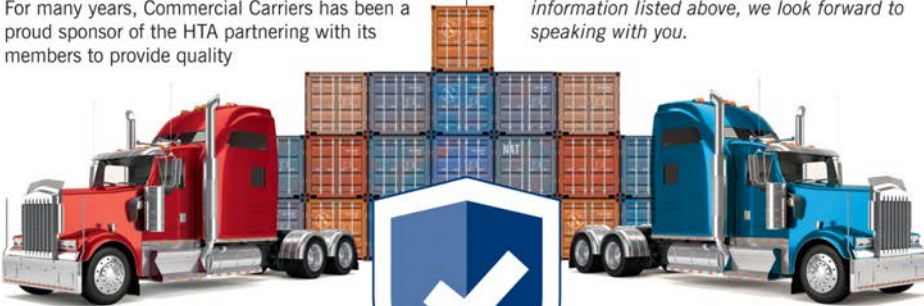 For many years, Commercial Carriers has been a
proud sponsor of the HTA partnering with its
members to provide quality
information listed above, we look forward to
speaking with you.
NAT